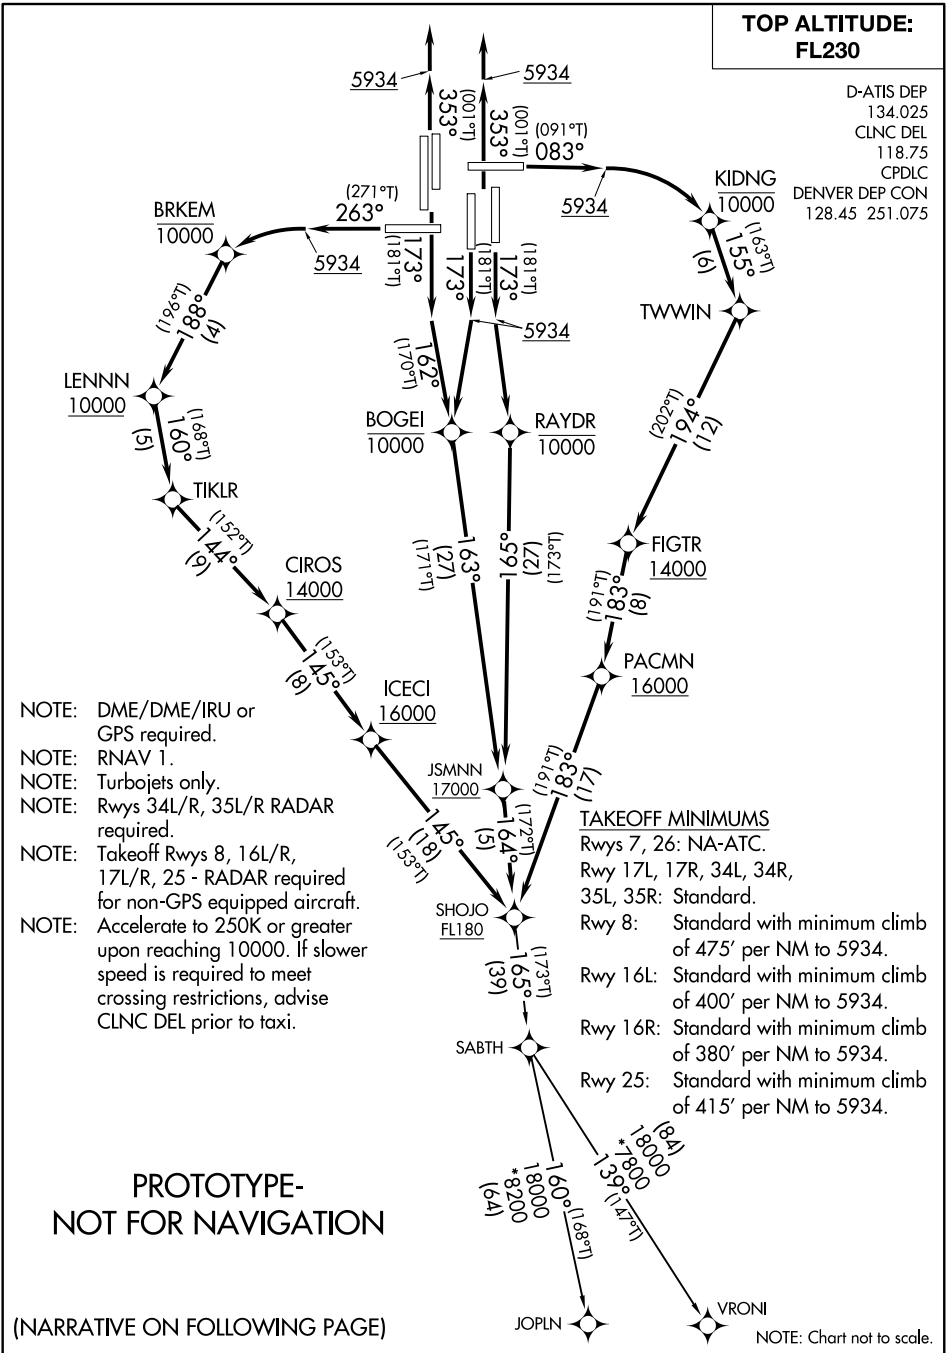 TOP ALTITUDE:
FL230
D-ATIS DEP
134.025
CLNC DEL
118.75
CPDLC
DENVER DEP CON
128.45 251.075
5934
5934
353°
(001°T)
353°
(001°T)
(091°T)
083°
5934
KIDNG
10000
(163°T)
155°
(6)
TWWIN
(271°T)
263°
5934
BRKEM
10000
173°
(181°T)
173°
(181°T)
173°
(181°T)
5934
(196°T)
188°
(4)
LENNN
10000
(168°T)
160°
(5)
TIKLR
162°
(170°T)
BOGEI
10000
RAYDR
10000
(202°T)
194°
(12)
FIGTR
14000
(152°T)
144°
(9)
CIROS
14000
163°
(27)
(171°T)
165°
(27)
(173°T)
(191°T)
183°
(8)
PACMN
16000
(153°T)
145°
(8)
ICECI
16000
JSMNN
17000
(191°T)
183°
(17)
145°
(18)
(153°T)
(172°T)
164°
(5)
SHOJO
FL180
(173°T)
165°
(39)
SABTH
NOTE: DME/DME/IRU or
GPS required.
NOTE: RNAV 1.
NOTE: Turbojets only.
NOTE: Rwys 34L/R, 35L/R RADAR
required.
NOTE: Takeoff Rwys 8, 16L/R,
17L/R, 25 - RADAR required
for non-GPS equipped aircraft.
NOTE: Accelerate to 250K or greater
upon reaching 10000. If slower
speed is required to meet
crossing restrictions, advise
CLNC DEL prior to taxi.
TAKEOFF MINIMUMS
Rwys 7, 26: NA-ATC.
Rwy 17L, 17R, 34L, 34R,
35L, 35R: Standard.
Rwy 8: Standard with minimum climb
of 475' per NM to 5934.
Rwy 16L: Standard with minimum climb
of 400' per NM to 5934.
Rwy 16R: Standard with minimum climb
of 380' per NM to 5934.
Rwy 25: Standard with minimum climb
of 415' per NM to 5934.
160°
(168°T)
18000
*8200
(64)
(84)
18000
*7800
139°
(147°T)
PROTOTYPE-
NOT FOR NAVIGATION
(NARRATIVE ON FOLLOWING PAGE)
JOPLN
VRONI
NOTE: Chart not to scale.